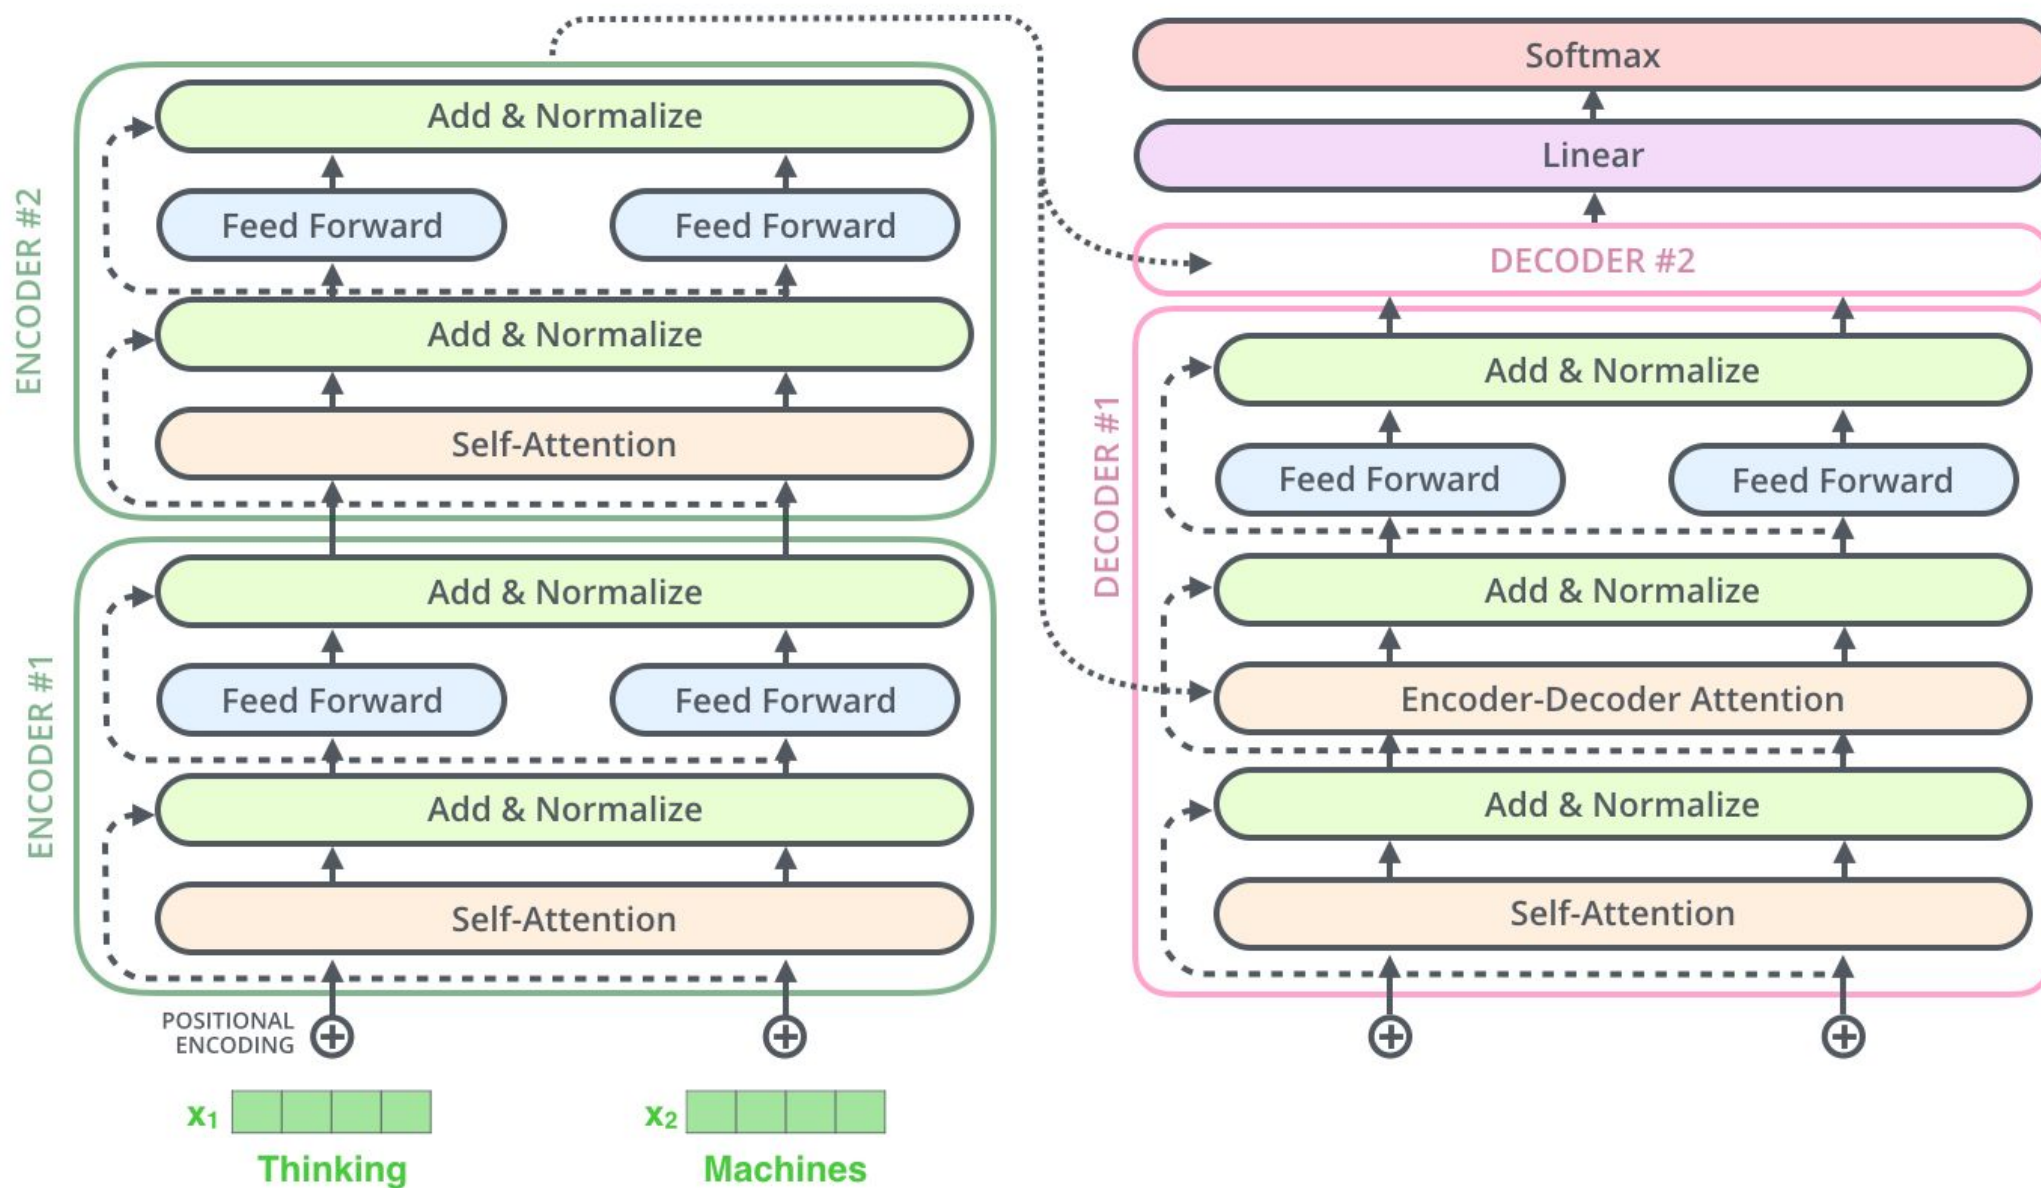 ENCODER #2
Add & Normalize
Feed Forward Feed Forward
Add & Normalize
Self-Attention
ENCODER #1
Add & Normalize
Feed Forward Feed Forward
Add & Normalize
Self-Attention
POSITIONAL
ENCODING
x₁ x₂
Thinking Machines
Softmax
Linear
DECODER #2
DECODER #1
Add & Normalize
Feed Forward Feed Forward
Add & Normalize
Encoder-Decoder Attention
Add & Normalize
Self-Attention